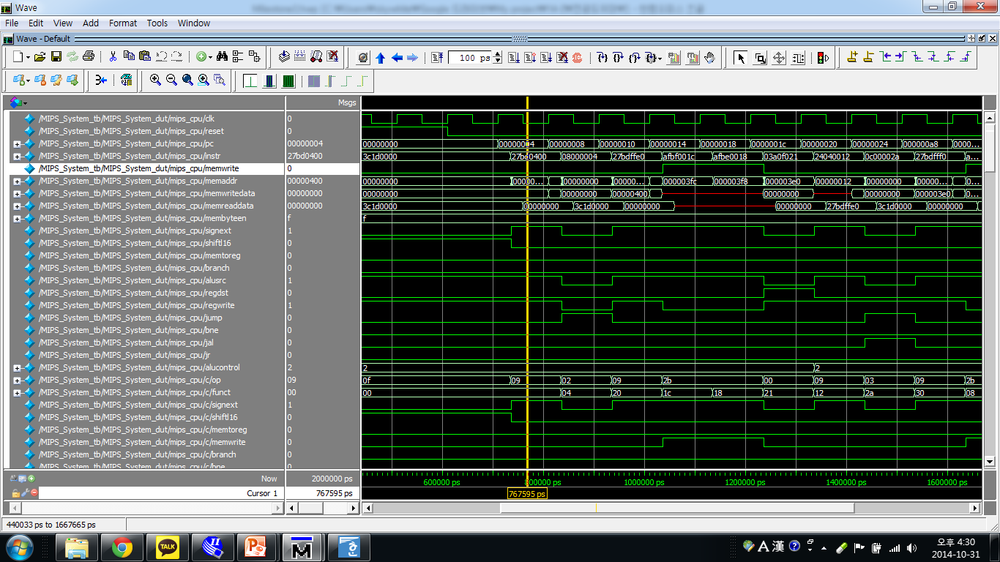 Wave
File Edit View Add Format Tools Window
Wave - Default
100 ps
Msgs
/MIPS_System_tb/MIPS_System_dut/mips_cpu/clk 0
/MIPS_System_tb/MIPS_System_dut/mips_cpu/reset 0
/MIPS_System_tb/MIPS_System_dut/mips_cpu/pc 00000004 00000000 00000004 00000008 00000010 00000014 00000018 0000001c 00000020 00000024 000000a8 0000...
/MIPS_System_tb/MIPS_System_dut/mips_cpu/instr 27bd0400 3c1d0000 27bd0400 08000004 27bdffe0 afbf001c afbe0018 03a0f021 24040012 0c00002a 27bdfff0 a...
/MIPS_System_tb/MIPS_System_dut/mips_cpu/memwrite 0
/MIPS_System_tb/MIPS_System_dut/mips_cpu/memaddr 00000400 00000000 00000... 00000000 00000... 000003fc 000003f8 000003e0 00000012 00000000 00000... 0...
/MIPS_System_tb/MIPS_System_dut/mips_cpu/memwritedata 00000000 00000000 00000000 00000400 00000000 00000000 000003e0 0...
/MIPS_System_tb/MIPS_System_dut/mips_cpu/memreaddata 00000000 3c1d0000 00000000 3c1d0000 00000000 00000000 27bdffe0 3c1d0000 00000000
/MIPS_System_tb/MIPS_System_dut/mips_cpu/membyteen f f
/MIPS_System_tb/MIPS_System_dut/mips_cpu/signext 1
/MIPS_System_tb/MIPS_System_dut/mips_cpu/shiftl16 0
/MIPS_System_tb/MIPS_System_dut/mips_cpu/memtoreg 0
/MIPS_System_tb/MIPS_System_dut/mips_cpu/branch 0
/MIPS_System_tb/MIPS_System_dut/mips_cpu/alusrc 1
/MIPS_System_tb/MIPS_System_dut/mips_cpu/regdst 0
/MIPS_System_tb/MIPS_System_dut/mips_cpu/regwrite 1
/MIPS_System_tb/MIPS_System_dut/mips_cpu/jump 0
/MIPS_System_tb/MIPS_System_dut/mips_cpu/bne 0
/MIPS_System_tb/MIPS_System_dut/mips_cpu/jal 0
/MIPS_System_tb/MIPS_System_dut/mips_cpu/jr 0
/MIPS_System_tb/MIPS_System_dut/mips_cpu/alucontrol 2 2 2
/MIPS_System_tb/MIPS_System_dut/mips_cpu/c/op 09 0f 09 02 09 2b 00 09 03 09 2b
/MIPS_System_tb/MIPS_System_dut/mips_cpu/c/funct 00 00 04 20 1c 18 21 12 2a 30 08
/MIPS_System_tb/MIPS_System_dut/mips_cpu/c/signext 1
/MIPS_System_tb/MIPS_System_dut/mips_cpu/c/shiftl16 0
/MIPS_System_tb/MIPS_System_dut/mips_cpu/c/memtoreg 0
/MIPS_System_tb/MIPS_System_dut/mips_cpu/c/memwrite 0
/MIPS_System_tb/MIPS_System_dut/mips_cpu/c/branch 0
/MIPS_System_tb/MIPS_System_dut/mips_cpu/c/bne 0
Now 2000000 ps 600000 ps 800000 ps 1000000 ps 1200000 ps 1400000 ps 1600000 ps
Cursor 1 767595 ps 767595 ps
440033 ps to 1667665 ps
TALK
A 漢
오후 4:30
2014-10-31